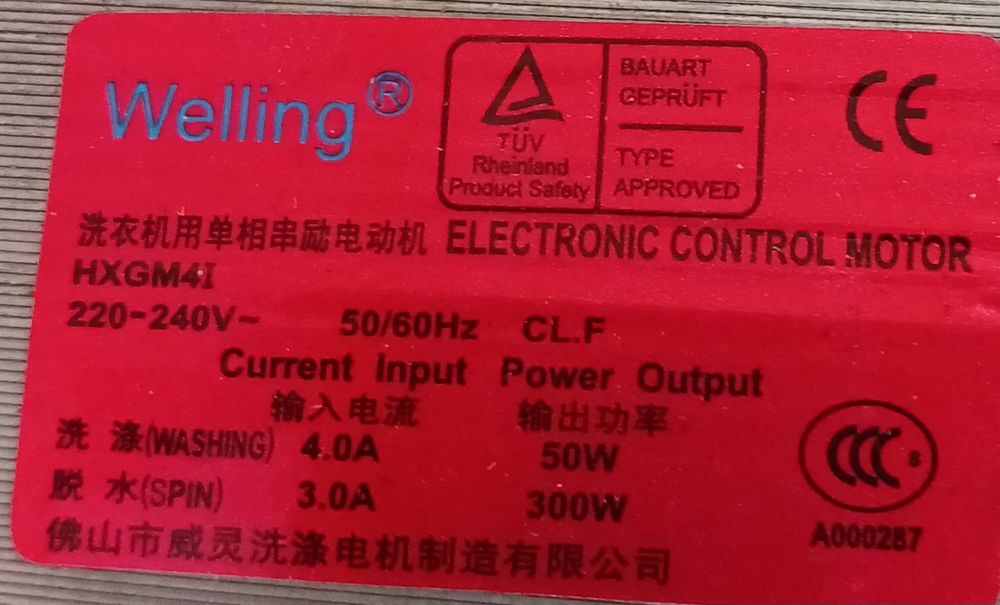 Welling®
TÜV
Rheinland
Product Safety
BAUART
GEPRÜFT
TYPE
APPROVED
CE
洗衣机用单相串励电动机 ELECTRONIC CONTROL MOTOR
HXGM4I
220-240V~ 50/60Hz CL.F
Current Input Power Output
输入电流 输出功率
洗 涤(WASHING) 4.0A 50W
脱 水(SPIN) 3.0A 300W
CCC S
A000287
佛山市威灵洗涤电机制造有限公司